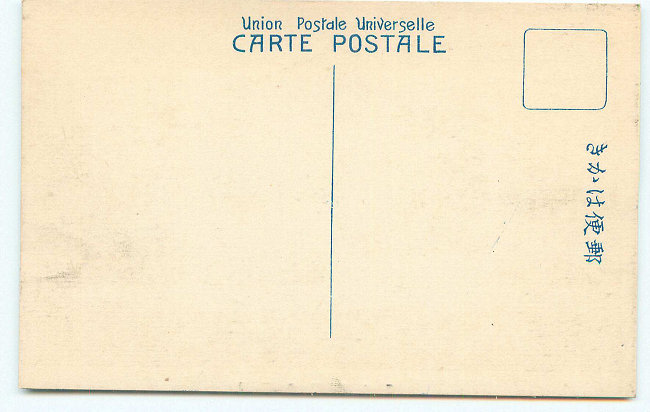 Union Postale Universelle
CARTE POSTALE
郵便はかき